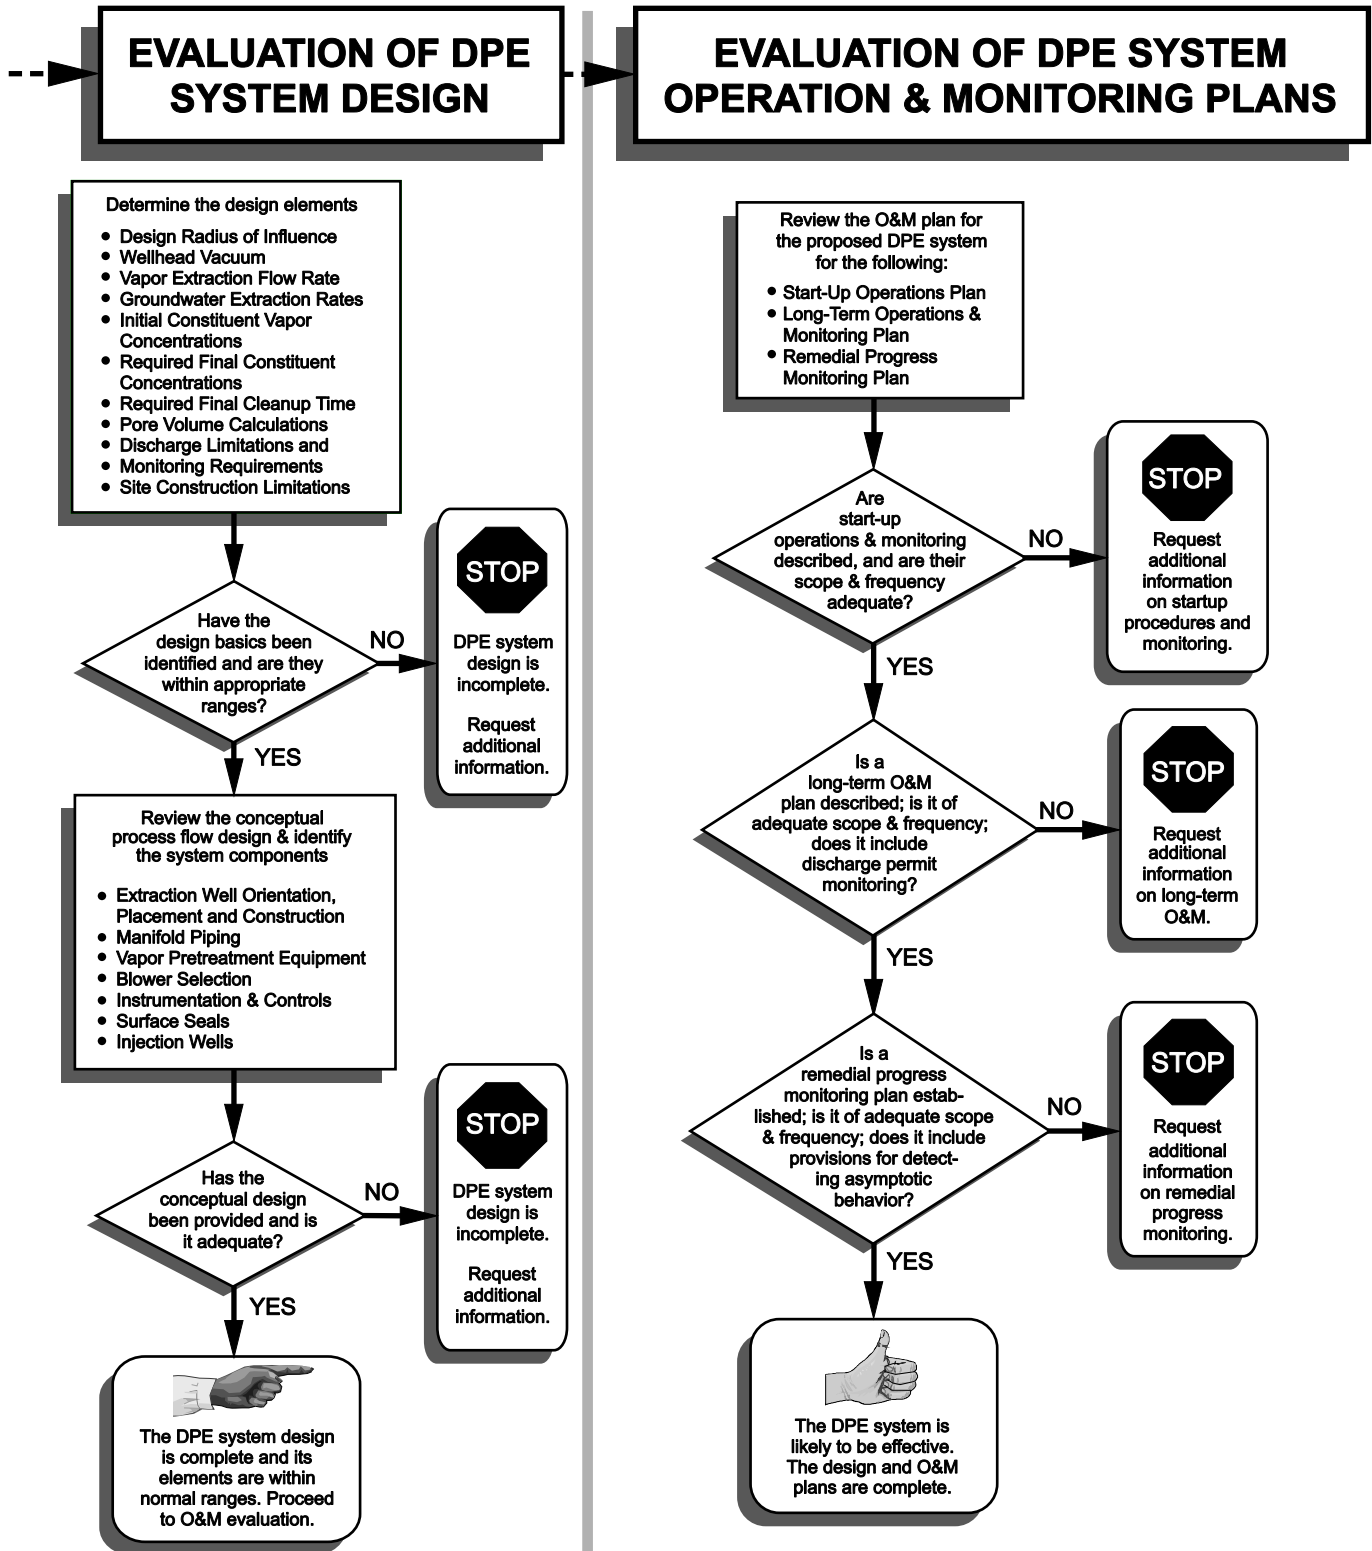 EVALUATION OF DPE
SYSTEM DESIGN
Determine the design elements
• Design Radius of Influence
• Wellhead Vacuum
• Vapor Extraction Flow Rate
• Groundwater Extraction Rates
• Initial Constituent Vapor
Concentrations
• Required Final Constituent
Concentrations
• Required Final Cleanup Time
• Pore Volume Calculations
• Discharge Limitations and
• Monitoring Requirements
• Site Construction Limitations
Have the
design basics been
identified and are they
within appropriate
ranges?
NO
STOP
DPE system
design is
incomplete.
Request
additional
information.
YES
Review the conceptual
process flow design & identify
the system components
• Extraction Well Orientation,
Placement and Construction
• Manifold Piping
• Vapor Pretreatment Equipment
• Blower Selection
• Instrumentation & Controls
• Surface Seals
• Injection Wells
Has the
conceptual design
been provided and is
it adequate?
NO
STOP
DPE system
design is
incomplete.
Request
additional
information.
YES
The DPE system design
is complete and its
elements are within
normal ranges. Proceed
to O&M evaluation.
EVALUATION OF DPE SYSTEM
OPERATION & MONITORING PLANS
Review the O&M plan for
the proposed DPE system
for the following:
• Start-Up Operations Plan
• Long-Term Operations &
Monitoring Plan
• Remedial Progress
Monitoring Plan
Are
start-up
operations & monitoring
described, and are their
scope & frequency
adequate?
NO
STOP
Request
additional
information
on startup
procedures and
monitoring.
YES
Is a
long-term O&M
plan described; is it of
adequate scope & frequency;
does it include
discharge permit
monitoring?
NO
STOP
Request
additional
information
on long-term
O&M.
YES
Is a
remedial progress
monitoring plan estab-
lished; is it of adequate scope
& frequency; does it include
provisions for detect-
ing asymptotic
behavior?
NO
STOP
Request
additional
information
on remedial
progress
monitoring.
YES
The DPE system is
likely to be effective.
The design and O&M
plans are complete.